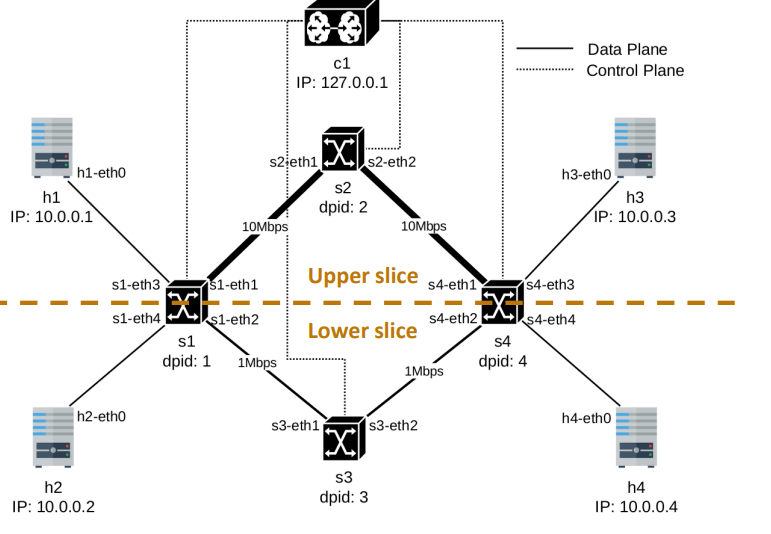 c1
IP: 127.0.0.1
Data Plane
Control Plane
s2-eth1
s2-eth2
s2
dpid: 2
h1-eth0
h1
IP: 10.0.0.1
h3-eth0
h3
IP: 10.0.0.3
10Mbps
10Mbps
Upper slice
s1-eth3
s1-eth1
s4-eth1
s4-eth3
s1-eth4
s1-eth2
Lower slice
s4-eth2
s4-eth4
s1
dpid: 1
s4
dpid: 4
1Mbps
1Mbps
h2-eth0
s3-eth1
s3-eth2
h4-eth0
s3
dpid: 3
h2
IP: 10.0.0.2
h4
IP: 10.0.0.4